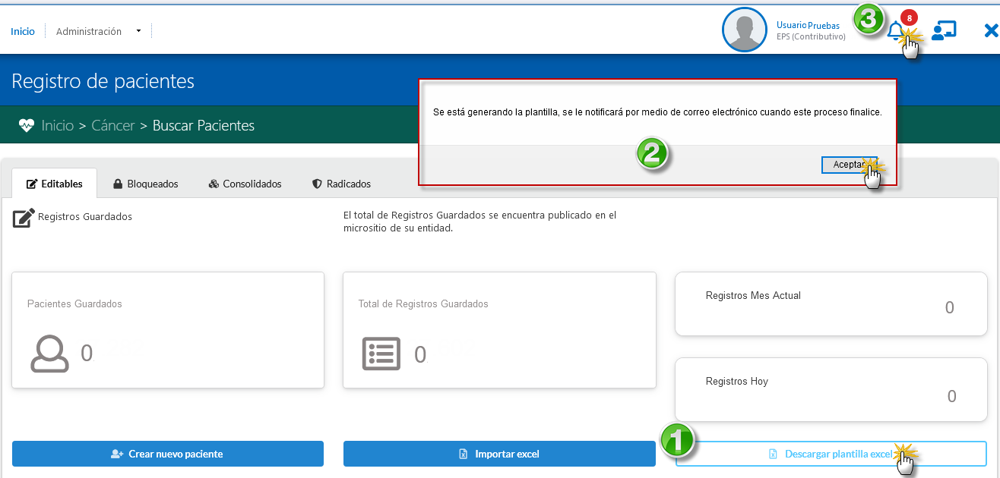 Inicio
Administración
Usuario Pruebas
EPS (Contributivo)
3
8
Registro de pacientes
Inicio > Cáncer > Buscar Pacientes
Se está generando la plantilla, se le notificará por medio de correo electrónico cuando este proceso finalice.
2
Aceptar
Editables
Bloqueados
Consolidados
Radicados
Registros Guardados
El total de Registros Guardados se encuentra publicado en el
micrositio de su entidad.
Pacientes Guardados
0
Total de Registros Guardados
0
Registros Mes Actual
0
Registros Hoy
0
1
Crear nuevo paciente
Importar excel
Descargar plantilla excel